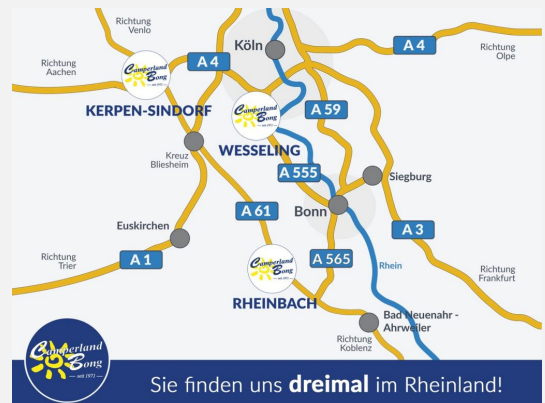 Richtung
Venlo
Köln
A 4
A 4
Richtung
Olpe
Richtung
Aachen
Camperland
Bong
KERPEN-SINDORF
A 59
Camperland
Bong
WESSELING
Kreuz
Bliesheim
A 555
Siegburg
Bonn
A 61
Euskirchen
A 3
A 1
Richtung
Trier
Camperland
Bong
A 565
Rhein
Richtung
Frankfurt
RHEINBACH
Bad Neuenahr -
Ahrweiler
Richtung
Koblenz
Camperland
Bong
seit 1971
Sie finden uns dreimal im Rheinland!